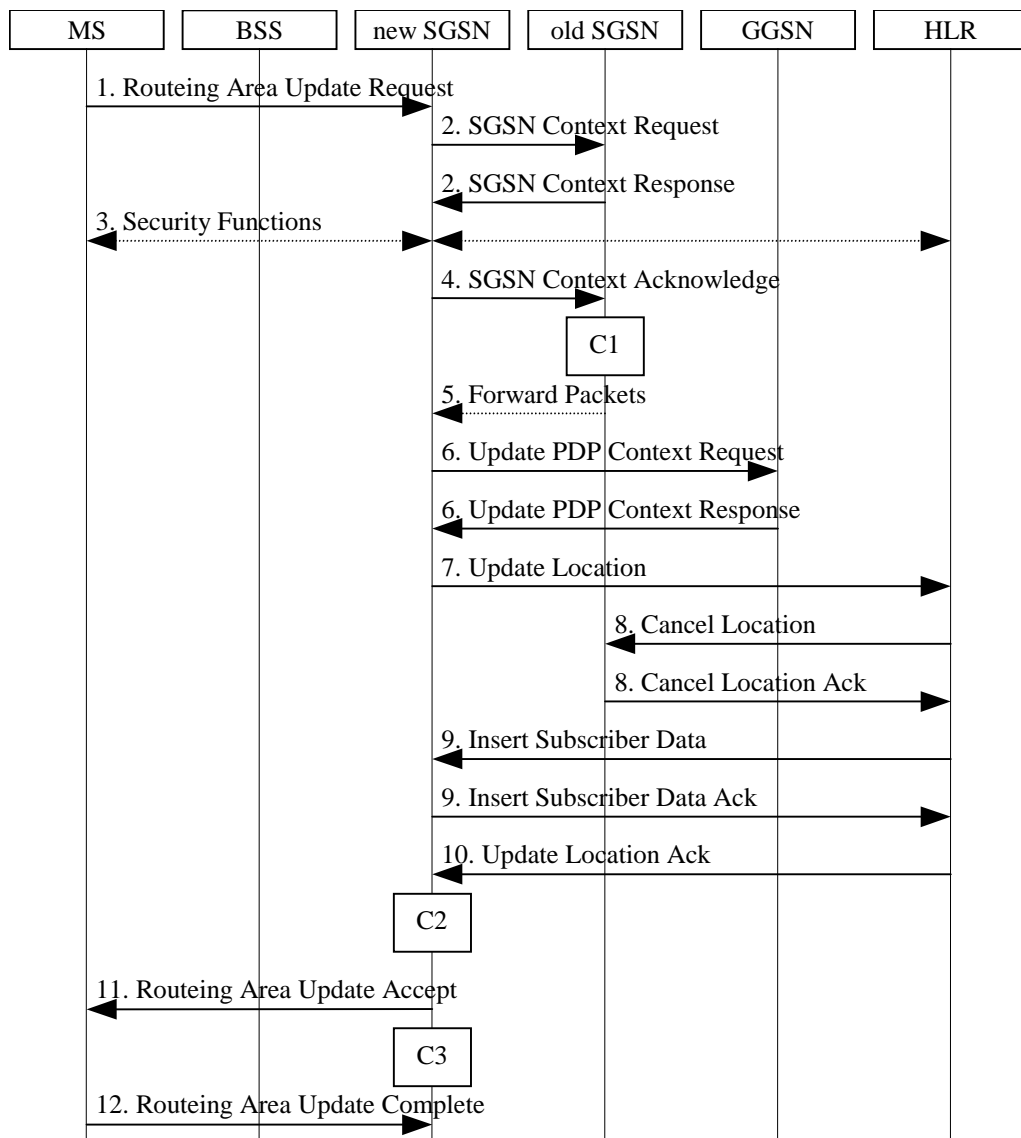 MS
BSS
new SGSN
old SGSN
GGSN
HLR
1. Routeing Area Update Request
2. SGSN Context Request
2. SGSN Context Response
3. Security Functions
4. SGSN Context Acknowledge
C1
5. Forward Packets
6. Update PDP Context Request
6. Update PDP Context Response
7. Update Location
8. Cancel Location
8. Cancel Location Ack
9. Insert Subscriber Data
9. Insert Subscriber Data Ack
10. Update Location Ack
C2
11. Routeing Area Update Accept
C3
12. Routeing Area Update Complete